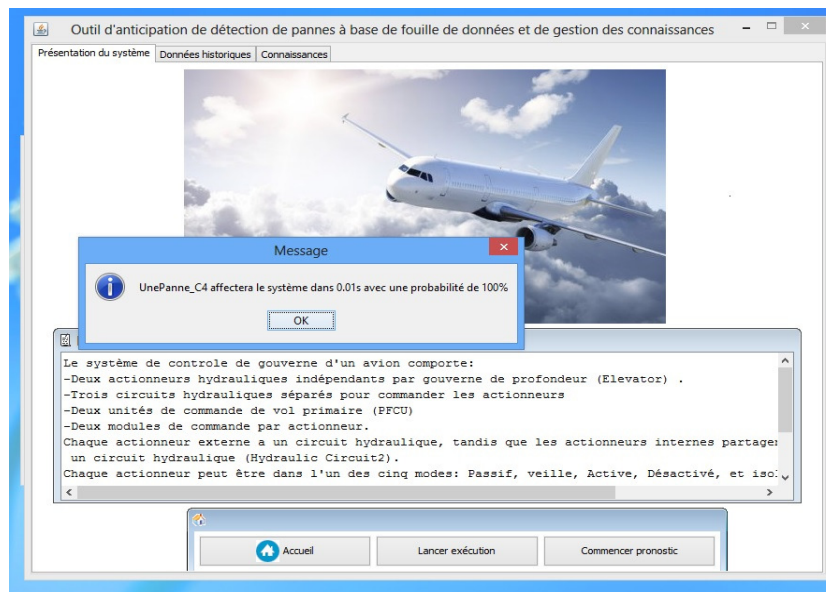 Outil d'anticipation de détection de pannes à base de fouille de données et de gestion des connaissances
Présentation du système Données historiques Connaissances
Message
UnePanne_C4 affectera le système dans 0.01s avec une probabilité de 100%
OK
Le système de controle de gouverne d'un avion comporte:
-Deux actionneurs hydrauliques indépendants par gouverne de profondeur (Elevator) .
-Trois circuits hydrauliques séparés pour commander les actionneurs
-Deux unités de commande de vol primaire (PFCU)
-Deux modules de commande par actionneur.
Chaque actionneur externe a un circuit hydraulique, tandis que les actionneurs internes partagen
un circuit hydraulique (Hydraulic Circuit2).
Chaque actionneur peut être dans l'un des cinq modes: Passif, veille, Active, Désactivé, et
Accueil Lancer exécution Commencer pronostic